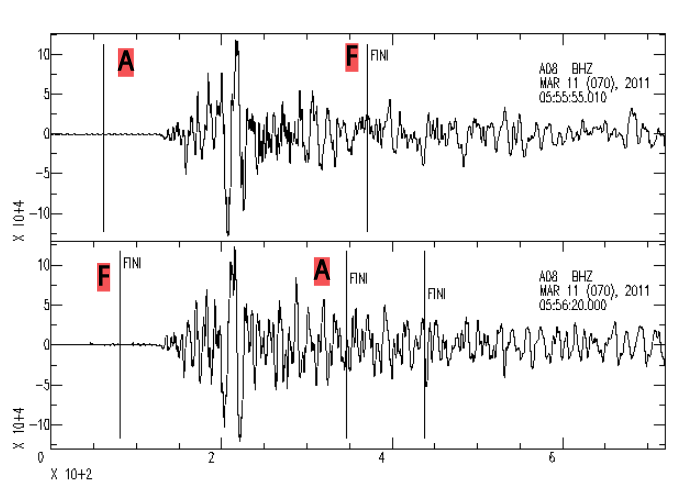 10
5
0
-5
-10
X 10+4
A
F
FINI
A08 BHZ
MAR 11 (070), 2011
05:55:55.010
10
5
0
-5
-10
X 10+4
F
FINI
A
FINI
FINI
A08 BHZ
MAR 11 (070), 2011
05:56:20.000
0 2 4 6
X 10+2